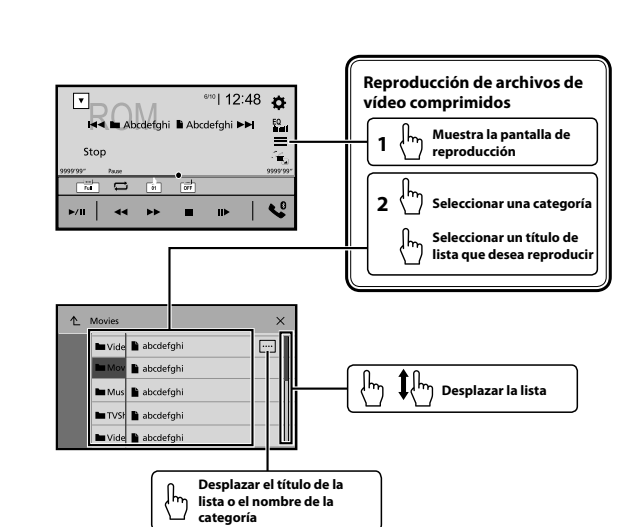 Reproducción de archivos de
vídeo comprimidos
1 Muestra la pantalla de
reproducción
2 Seleccionar una categoría
Seleccionar un título de
lista que desea reproducir
ROM
6/10 12:48
EQ
Abcdefghi Abcdefghi
Stop
9999'99" Pause 9999'99"
Full 01 OFF
Movies
Vide abcdefghi
Mov abcdefghi
Mus abcdefghi
TVSh abcdefghi
Vide abcdefghi
Desplazar la lista
Desplazar el título de la
lista o el nombre de la
categoría